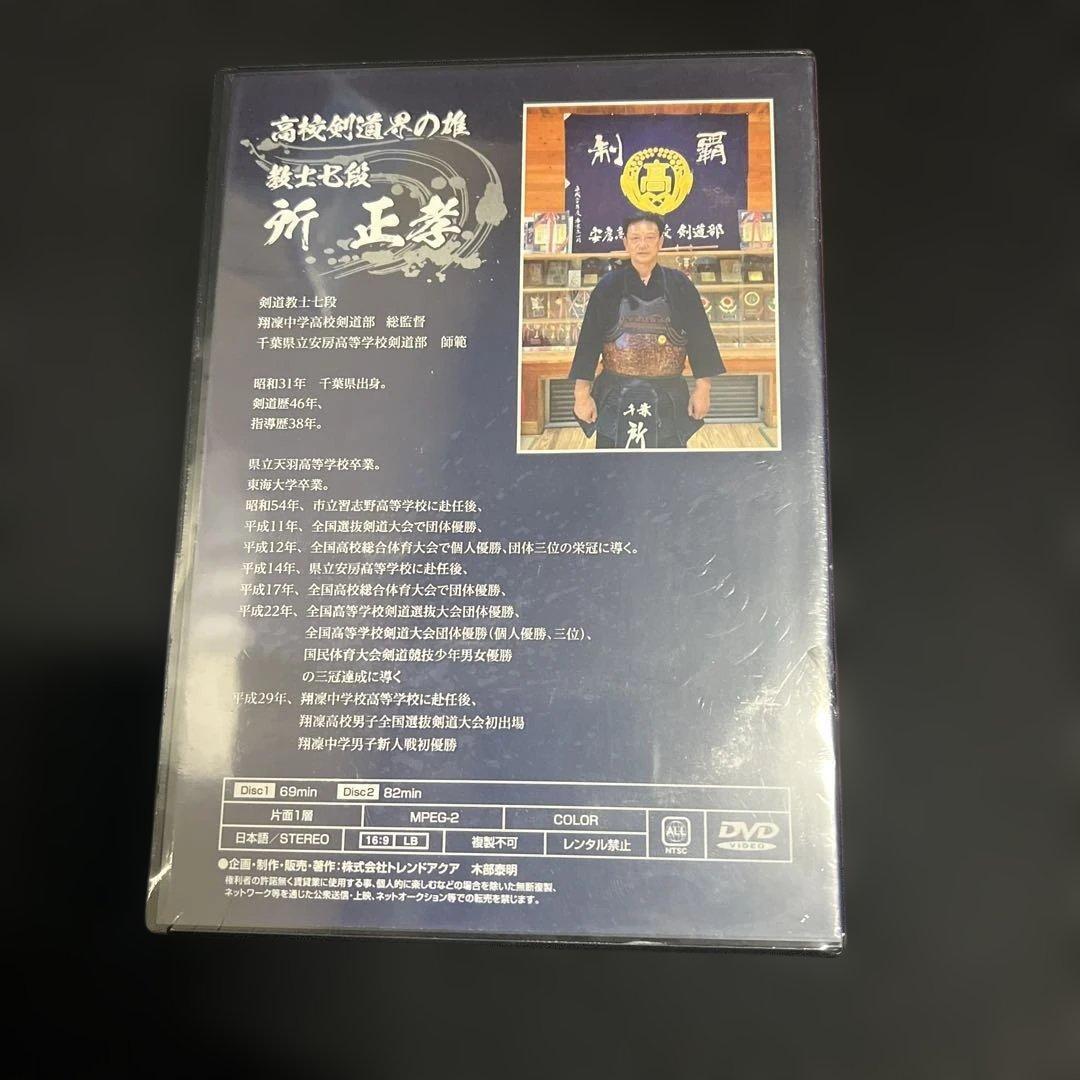 高校剣道界の雄
教士七段
所 正孝
制 覇
高
剣道部
千葉
所
剣道教士七段
翔凜中学高校剣道部 総監督
千葉県立安房高等学校剣道部 師範
昭和31年 千葉県出身。
剣道歴46年、
指導歴38年。
県立天羽高等学校卒業。
東海大学卒業。
昭和54年、市立習志野高等学校に赴任後、
平成11年、全国選抜剣道大会で団体優勝、
平成12年、全国高校総合体育大会で個人優勝、団体三位の栄冠に導く。
平成14年、県立安房高等学校に赴任後、
平成17年、全国高校総合体育大会で団体優勝、
平成22年、全国高等学校剣道選抜大会団体優勝、
全国高等学校剣道大会団体優勝(個人優勝、三位)、
国民体育大会剣道競技少年男女優勝
の三冠達成に導く
平成29年、翔凜中学校高等学校に赴任後、
翔凜高校男子全国選抜剣道大会初出場
翔凜中学男子新人戦初優勝
Disc1 69min Disc2 82min
片面1層 MPEG-2 COLOR
日本語／STEREO 16:9 LB 複製不可 レンタル禁止
ALL
NTSC
DVD
VIDEO
●企画・制作・販売・著作：株式会社トレンドアクア 木部泰明
権利者の許諾無く賃貸業に使用する事、個人的に楽しむなどの場合を除いた無断複製、
ネットワーク等を通じた公衆送信・上映、ネットオークション等での転売を禁じます。